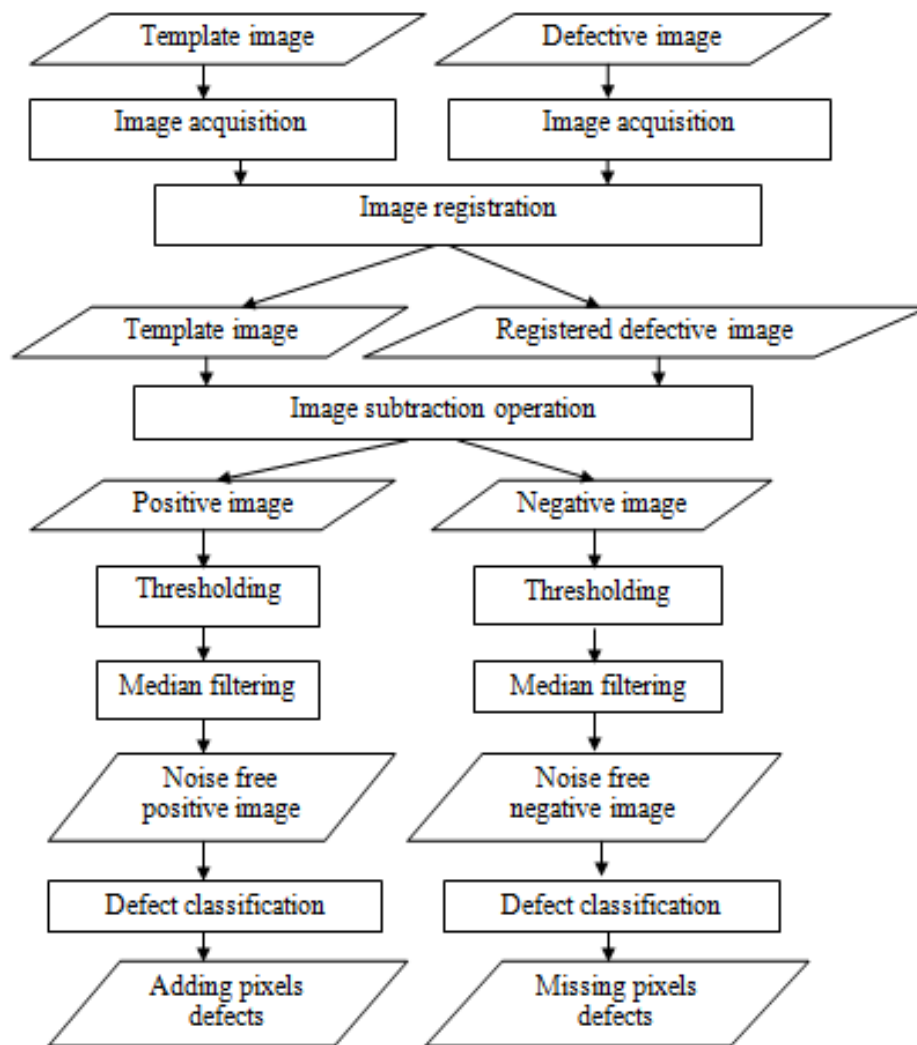 Template image
Defective image
Image acquisition
Image acquisition
Image registration
Template image
Registered defective image
Image subtraction operation
Positive image
Negative image
Thresholding
Thresholding
Median filtering
Median filtering
Noise free
positive image
Noise free
negative image
Defect classification
Defect classification
Adding pixels
defects
Missing pixels
defects